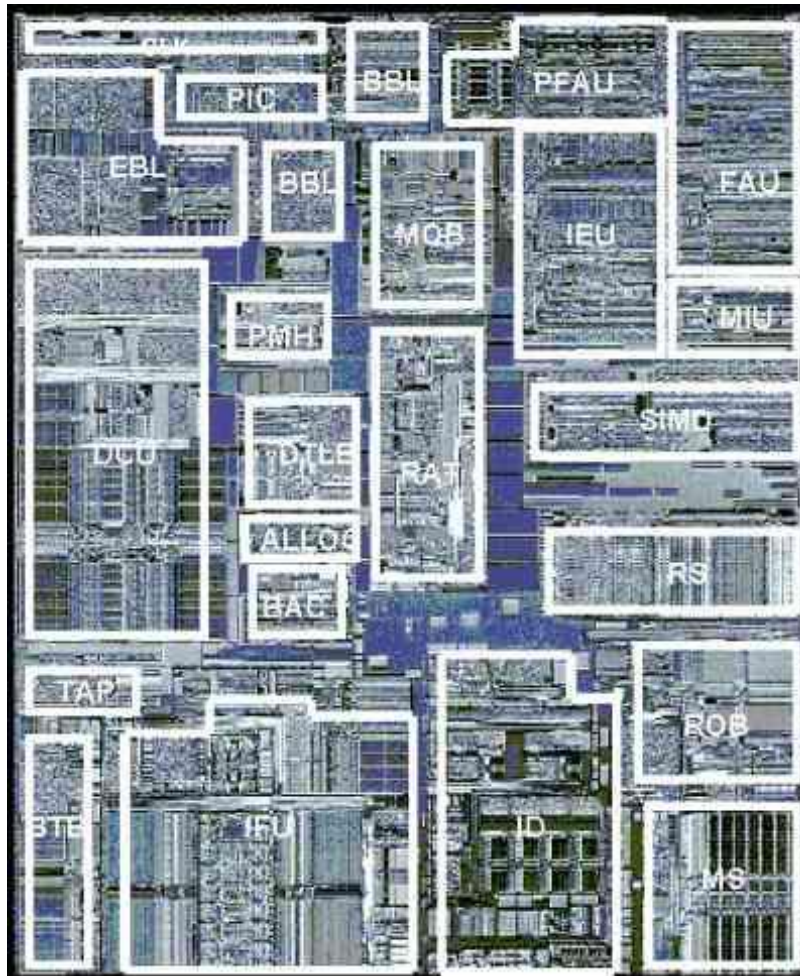 CLK
BBL
PFAU
PIC
EBL
BBL
MOB
IEU
FAU
PMH
MIU
SIMD
DCU
DTLB
RAT
ALLOC
RS
BAC
TAP
ROB
BTB
IFU
ID
MS